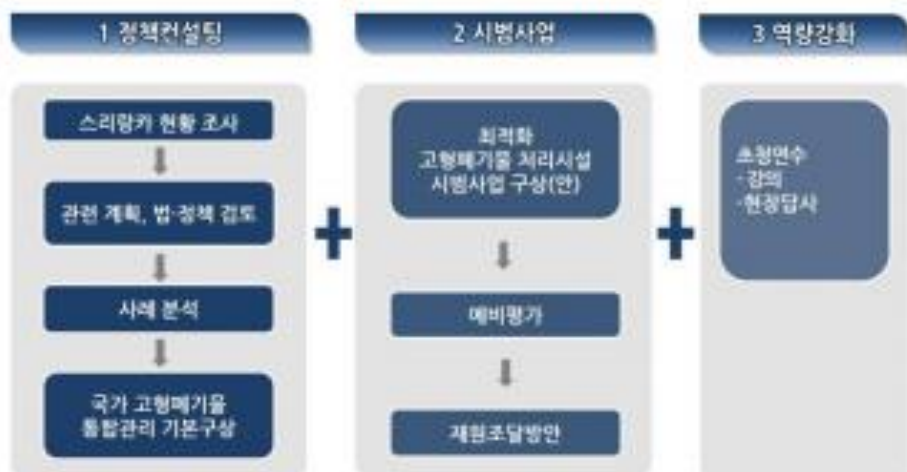 1 정책컨설팅
스리랑카 현황 조사
관련 계획, 법·정책 검토
사례 분석
국가 고형폐기물
통합관리 기본구상
2 시범사업
최적화
고형폐기물 처리시설
시범사업 구상(안)
예비평가
재원조달방안
3 역량강화
초청연수
-강의
-현장답사